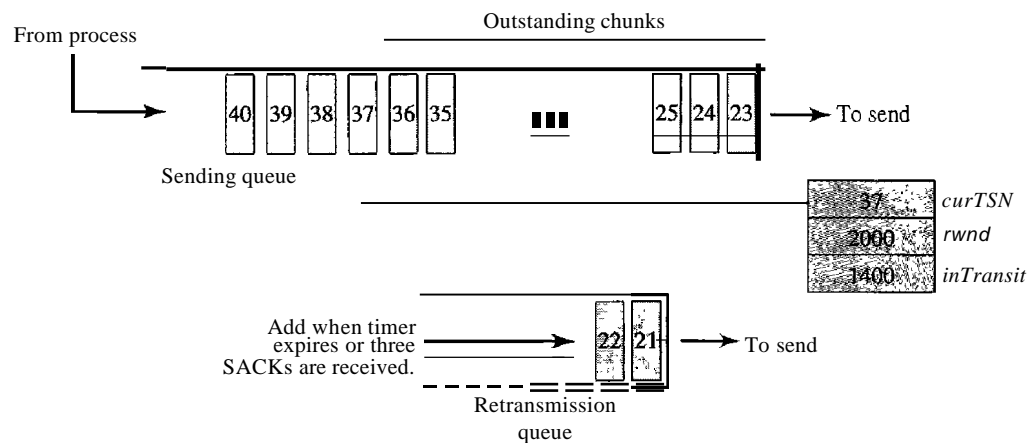 Outstanding chunks
From process
40 39 38 37 36 35 25 24 23
To send
Sending queue
37 curTSN
2000 rwnd
1400 inTransit
Add when timer
expires or three
SACKs are received.
22 21
To send
Retransmission
queue